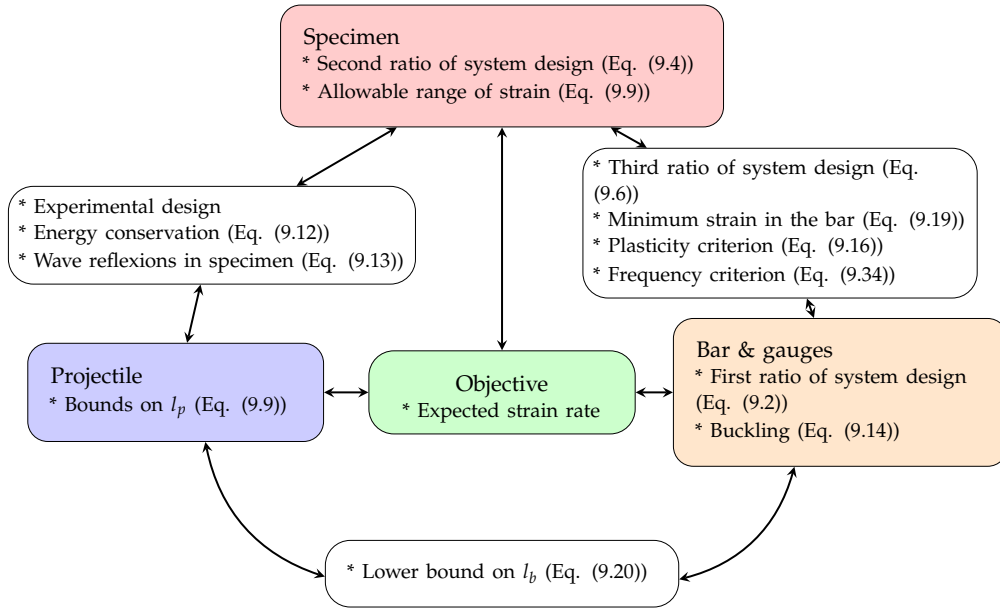 Specimen
* Second ratio of system design (Eq. (9.4))
* Allowable range of strain (Eq. (9.9))
* Experimental design
* Energy conservation (Eq. (9.12))
* Wave reflexions in specimen (Eq. (9.13))
* Third ratio of system design (Eq.
(9.6))
* Minimum strain in the bar (Eq. (9.19))
* Plasticity criterion (Eq. (9.16))
* Frequency criterion (Eq. (9.34))
Projectile
* Bounds on l_p (Eq. (9.9))
Objective
* Expected strain rate
Bar & gauges
* First ratio of system design
(Eq. (9.2))
* Buckling (Eq. (9.14))
* Lower bound on l_b (Eq. (9.20))